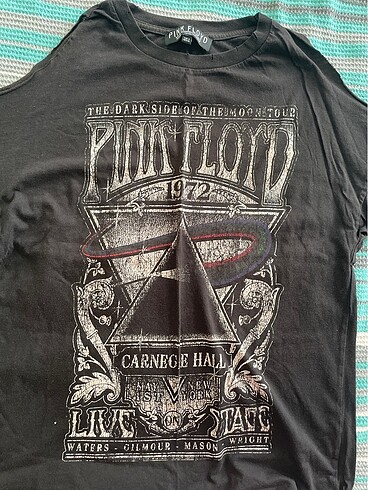 PINK FLOYD
THE DARK SIDE OF THE MOON TOUR
PINK FLOYD
1972
CARNEGIE HALL
MAY NEW
1ST YORK
LIVE ON STAGE
WATERS - GILMOUR - MASON WRIGHT